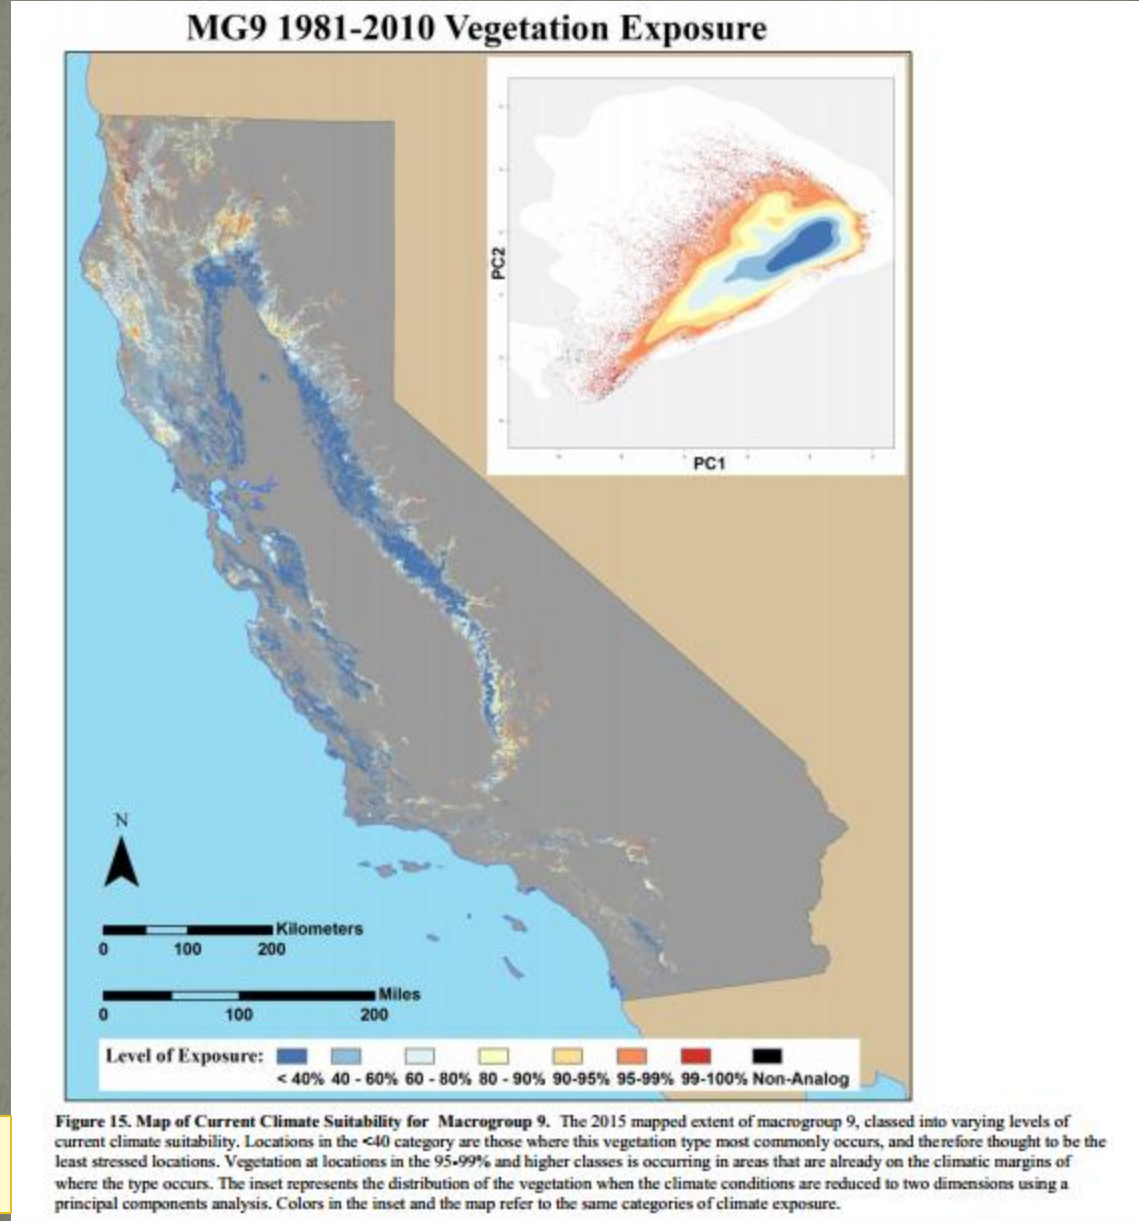 MG9 1981-2010 Vegetation Exposure
PC2
PC1
N
Kilometers
0 100 200
Miles
0 100 200
Level of Exposure:
< 40% 40 - 60% 60 - 80% 80 - 90% 90-95% 95-99% 99-100% Non-Analog
Figure 15. Map of Current Climate Suitability for Macrogroup 9. The 2015 mapped extent of macrogroup 9, classed into varying levels of
current climate suitability. Locations in the <40 category are those where this vegetation type most commonly occurs, and therefore thought to be the
least stressed locations. Vegetation at locations in the 95-99% and higher classes is occurring in areas that are already on the climatic margins of
where the type occurs. The inset represents the distribution of the vegetation when the climate conditions are reduced to two dimensions using a
principal components analysis. Colors in the inset and the map refer to the same categories of climate exposure.